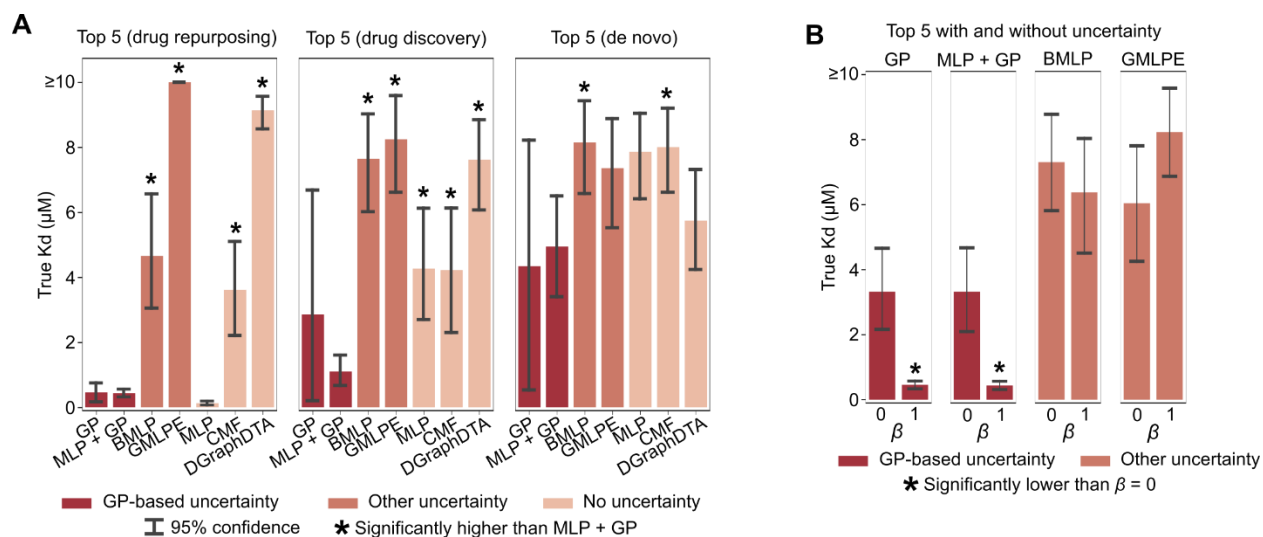 A
Top 5 (drug repurposing)
Top 5 (drug discovery)
Top 5 (de novo)
True Kd (µM)
≥10
8
6
4
2
0
* * * *
* * * * *
* *
GP
MLP + GP
BMLP
GMLPE
MLP
CMF
DGraphDTA
GP
MLP + GP
BMLP
GMLPE
MLP
CMF
DGraphDTA
GP
MLP + GP
BMLP
GMLPE
MLP
CMF
DGraphDTA
GP-based uncertainty
Other uncertainty
No uncertainty
95% confidence
* Significantly higher than MLP + GP
B
Top 5 with and without uncertainty
GP
MLP + GP
BMLP
GMLPE
True Kd (µM)
≥10
8
6
4
2
0
* *
0 1
0 1
0 1
0 1
β
β
β
β
GP-based uncertainty
Other uncertainty
* Significantly lower than β = 0